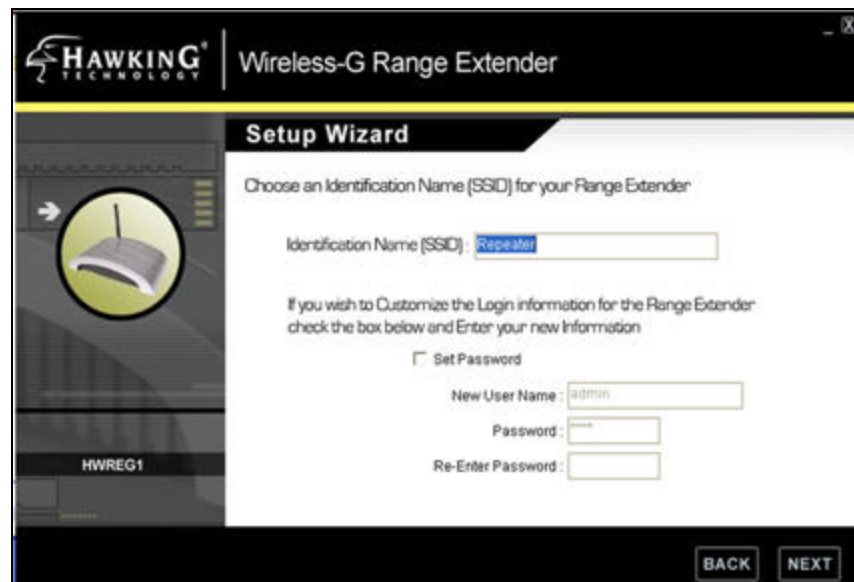 HAWKING®
TECHNOLOGY
Wireless-G Range Extender
_ X
Setup Wizard
Choose an Identification Name (SSID) for your Range Extender
Identification Name (SSID) : Repeater
If you wish to Customize the Login information for the Range Extender
check the box below and Enter your new Information
Set Password
New User Name : admin
Password : ****
Re-Enter Password :
HWREG1
BACK NEXT